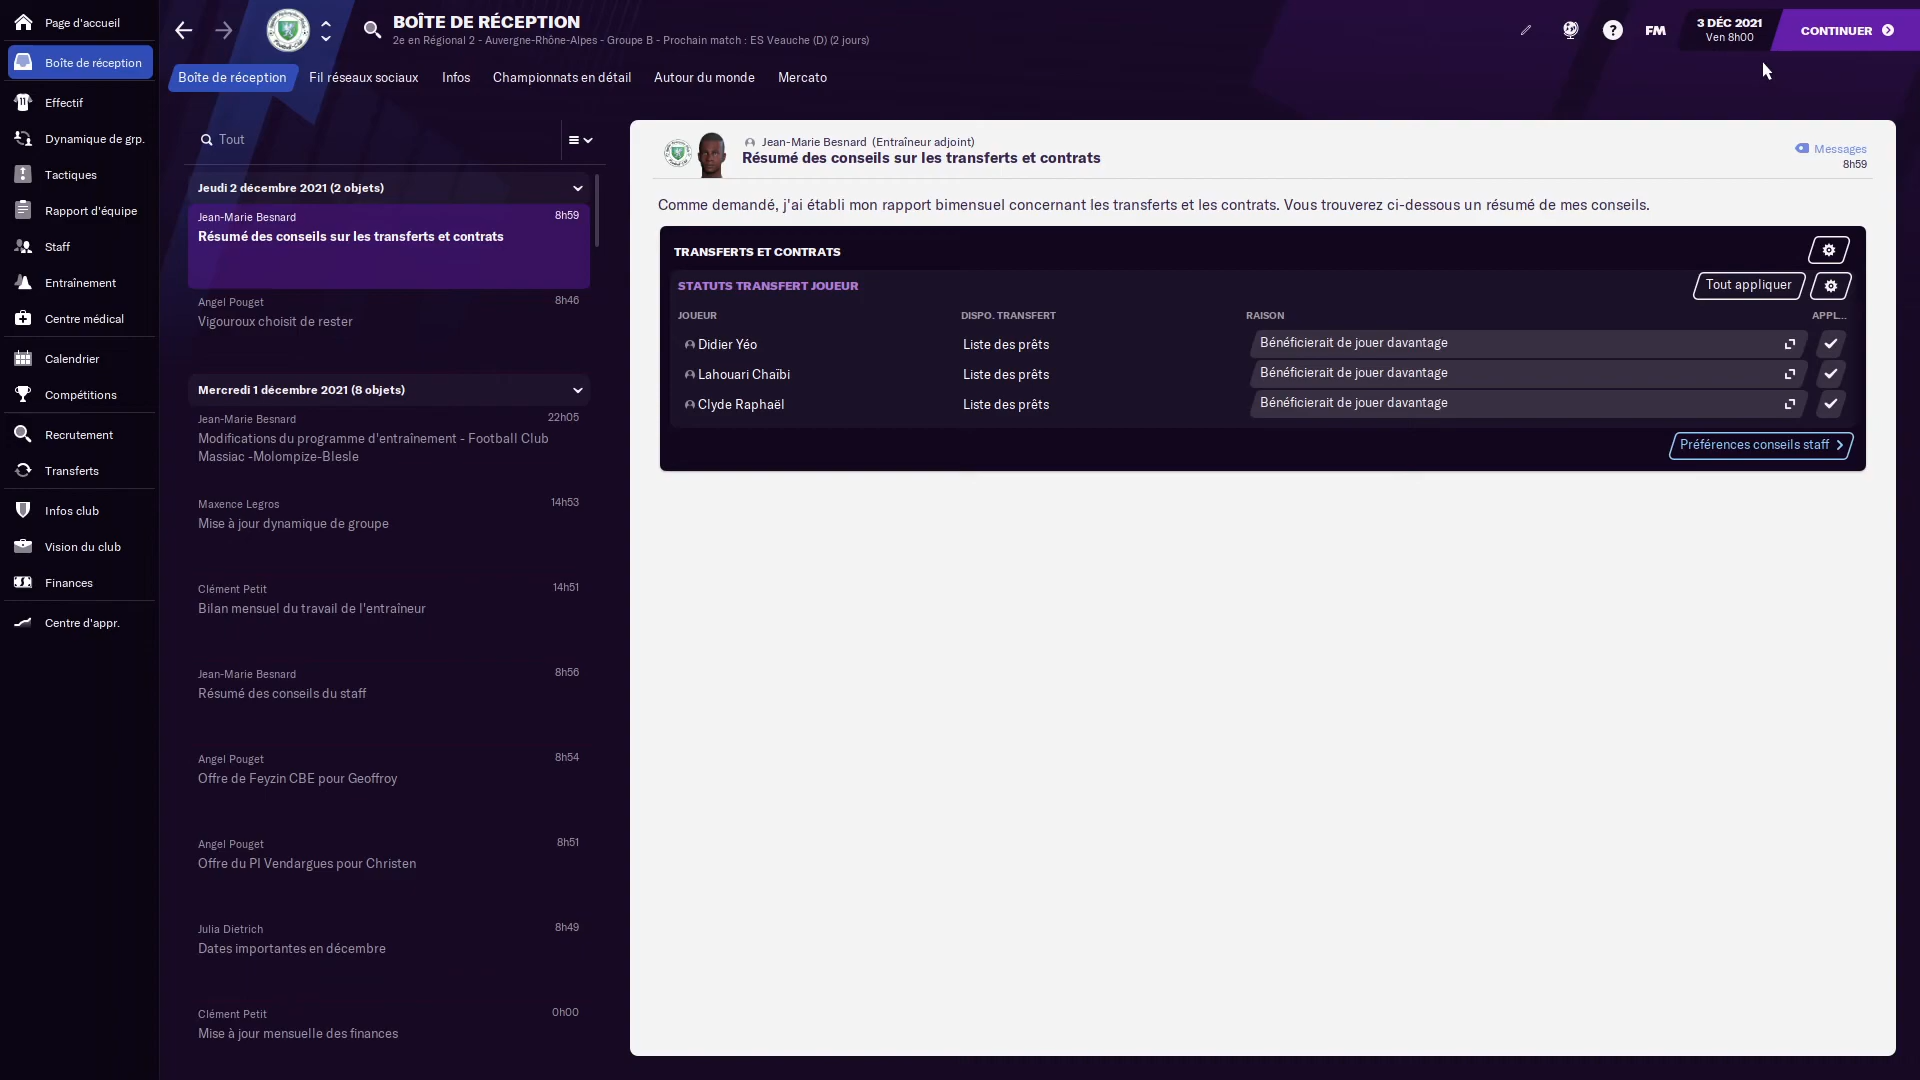 Page d'accueil
Boîte de réception
Effectif
Dynamique de grp.
Tactiques
Rapport d'équipe
Staff
Entraînement
Centre médical
Calendrier
Compétitions
Recrutement
Transferts
Infos club
Vision du club
Finances
Centre d'appr.
BOÎTE DE RÉCEPTION
2e en Régional 2 - Auvergne-Rhône-Alpes - Groupe B - Prochain match : ES Veauche (D) (2 jours)
FM
3 DÉC 2021
Ven 8h00
CONTINUER
Boîte de réception
Fil réseaux sociaux
Infos
Championnats en détail
Autour du monde
Mercato
Tout
Jeudi 2 décembre 2021 (2 objets)
Jean-Marie Besnard 8h59
Résumé des conseils sur les transferts et contrats
Angel Pouget 8h46
Vigouroux choisit de rester
Mercredi 1 décembre 2021 (8 objets)
Jean-Marie Besnard 22h05
Modifications du programme d'entraînement - Football Club
Massiac -Molompize-Blesle
Maxence Legros 14h53
Mise à jour dynamique de groupe
Clément Petit 14h51
Bilan mensuel du travail de l'entraîneur
Jean-Marie Besnard 8h56
Résumé des conseils du staff
Angel Pouget 8h54
Offre de Feyzin CBE pour Geoffroy
Angel Pouget 8h51
Offre du PI Vendargues pour Christen
Julia Dietrich 8h49
Dates importantes en décembre
Clément Petit 0h00
Mise à jour mensuelle des finances
Jean-Marie Besnard (Entraîneur adjoint)
Résumé des conseils sur les transferts et contrats
Messages
8h59
Comme demandé, j'ai établi mon rapport bimensuel concernant les transferts et les contrats. Vous trouverez ci-dessous un résumé de mes conseils.
TRANSFERTS ET CONTRATS
STATUTS TRANSFERT JOUEUR
Tout appliquer
JOUEUR DISPO. TRANSFERT RAISON APPL...
Didier Yéo Liste des prêts Bénéficierait de jouer davantage
Lahouari Chaïbi Liste des prêts Bénéficierait de jouer davantage
Clyde Raphaël Liste des prêts Bénéficierait de jouer davantage
Préférences conseils staff